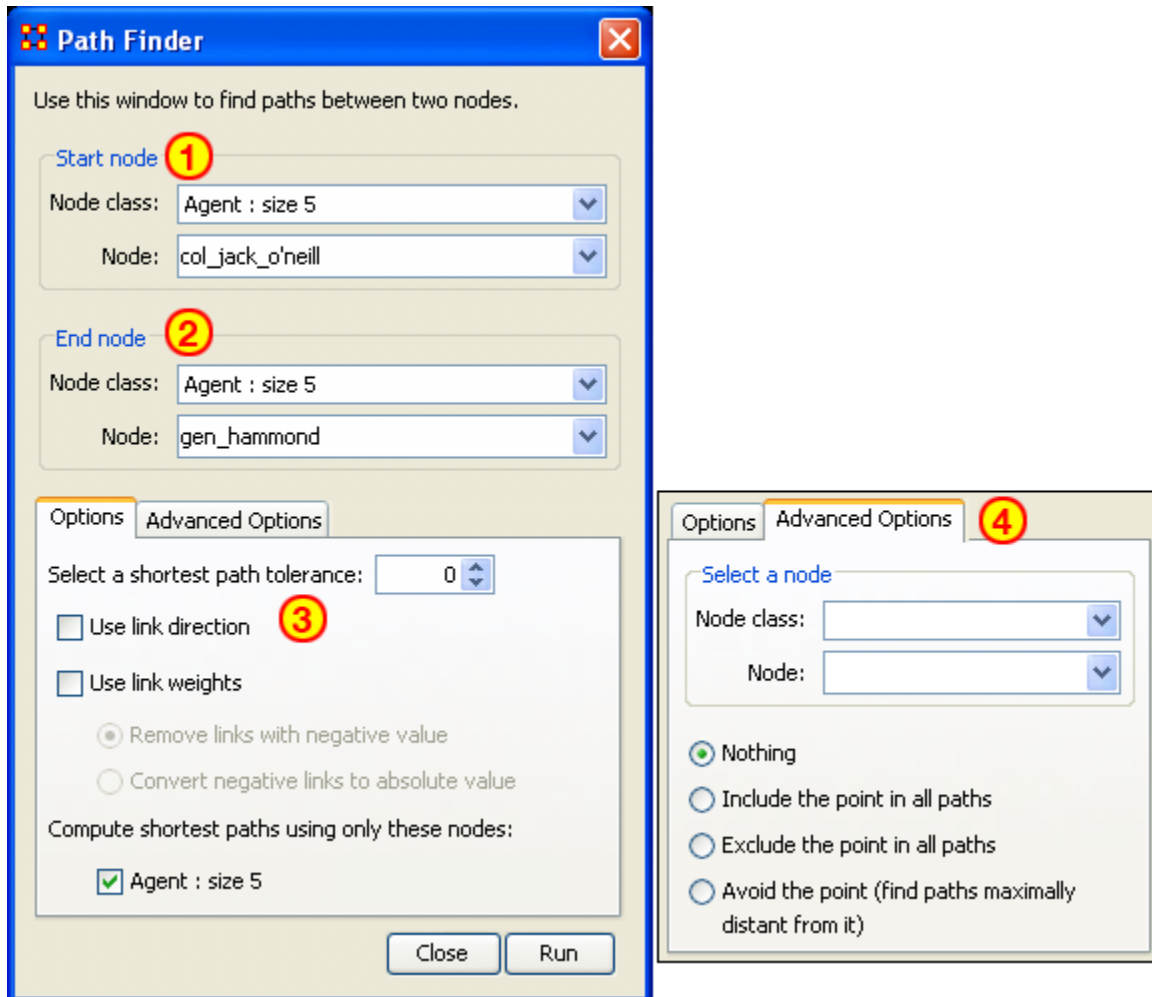 Path Finder
Use this window to find paths between two nodes.
Start node 1
Node class: Agent : size 5
Node: col_jack_o'neill
End node 2
Node class: Agent : size 5
Node: gen_hammond
Options Advanced Options
Select a shortest path tolerance: 0
3
Use link direction
Use link weights
Remove links with negative value
Convert negative links to absolute value
Compute shortest paths using only these nodes:
Agent : size 5
Close Run
Options Advanced Options 4
Select a node
Node class:
Node:
Nothing
Include the point in all paths
Exclude the point in all paths
Avoid the point (find paths maximally
distant from it)